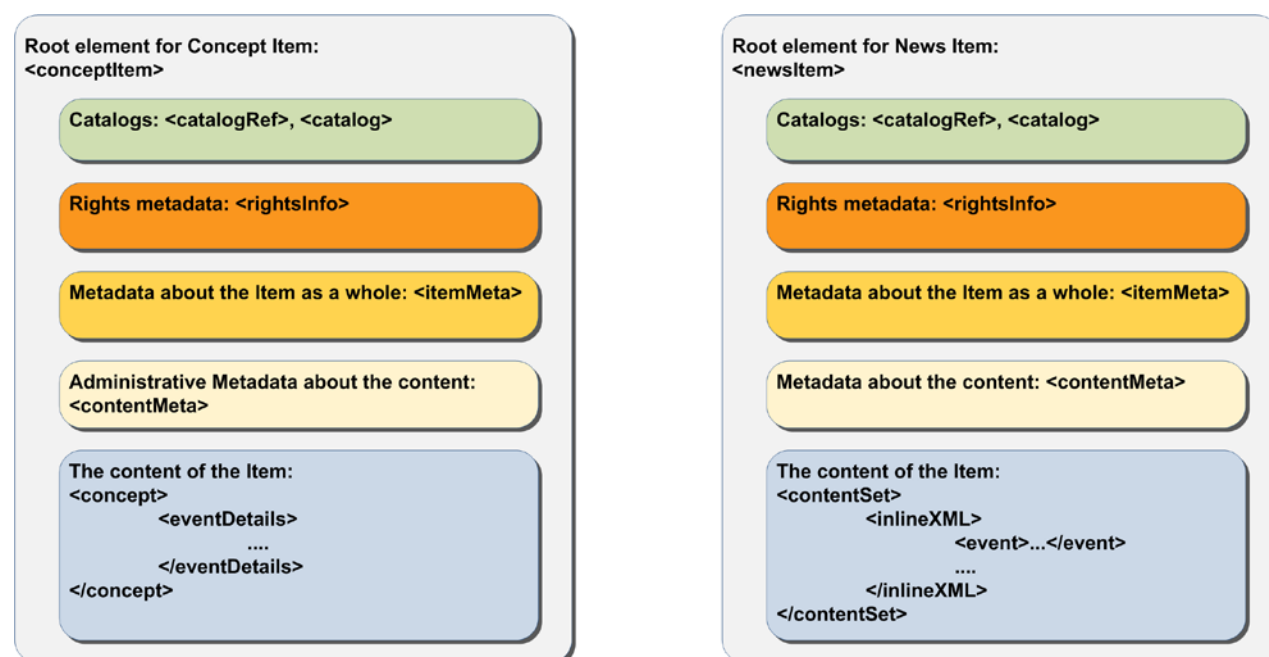 Root element for Concept Item:
<conceptItem>
Catalogs: <catalogRef>, <catalog>
Rights metadata: <rightsInfo>
Metadata about the Item as a whole: <itemMeta>
Administrative Metadata about the content:
<contentMeta>
The content of the Item:
<concept>
<eventDetails>
....
</eventDetails>
</concept>
Root element for News Item:
<newsItem>
Catalogs: <catalogRef>, <catalog>
Rights metadata: <rightsInfo>
Metadata about the Item as a whole: <itemMeta>
Metadata about the content: <contentMeta>
The content of the Item:
<contentSet>
<inlineXML>
<event>...</event>
....
</inlineXML>
</contentSet>